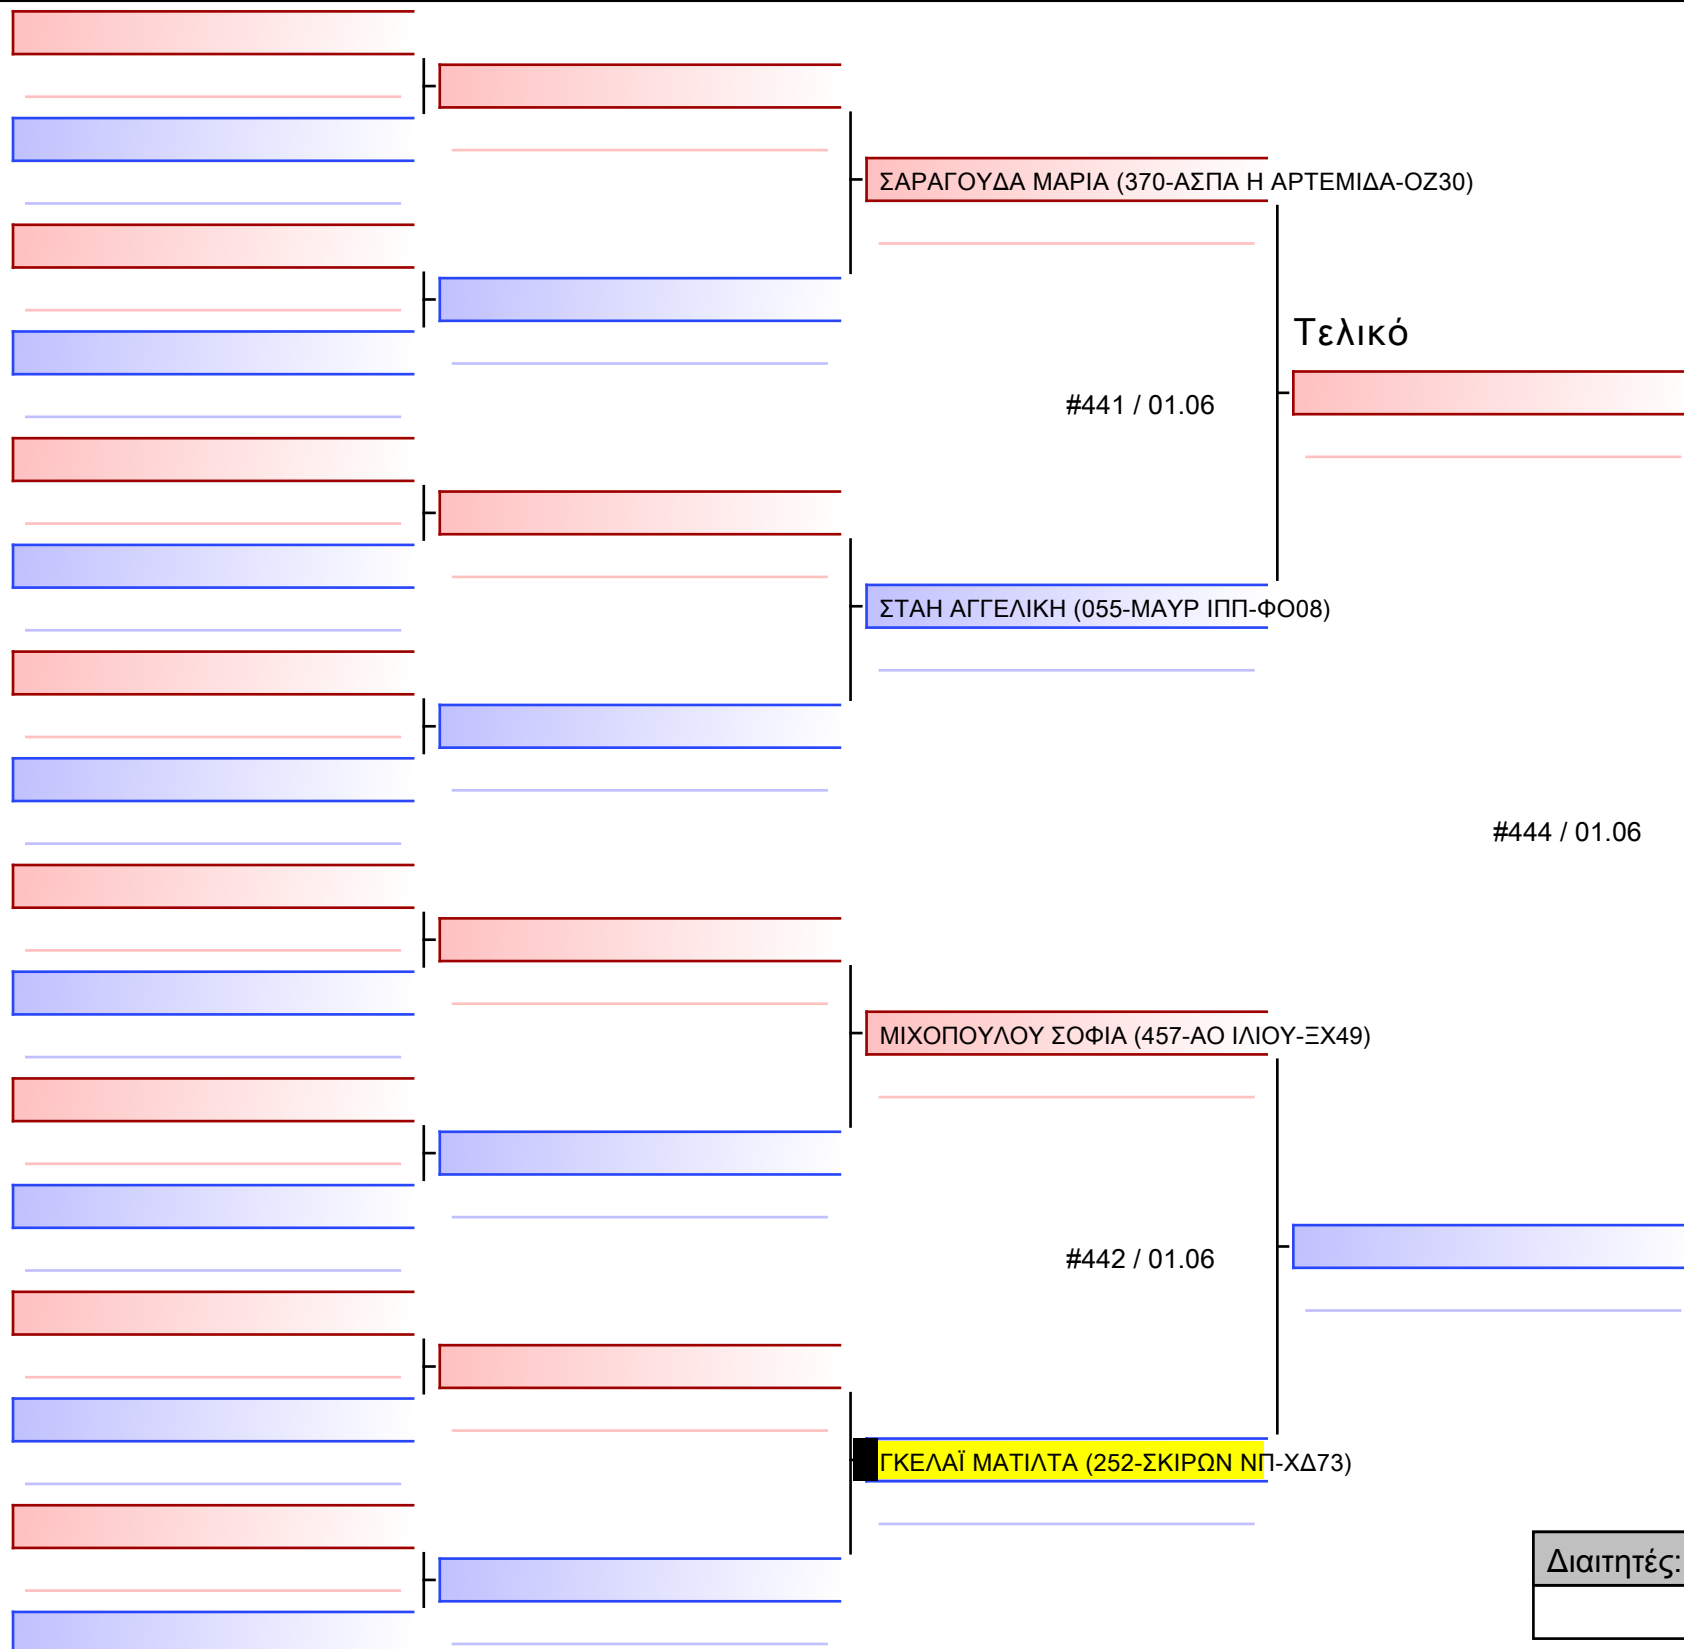 ΣΑΡΑΓΟΥΔΑ ΜΑΡΙΑ (370-ΑΣΠΑ Η ΑΡΤΕΜΙΔΑ-ΟΖ30)
Τελικό
#441 / 01.06
ΣΤΑΗ ΑΓΓΕΛΙΚΗ (055-ΜΑΥΡ ΙΠΠ-ΦΟ08)
#444 / 01.06
ΜΙΧΟΠΟΥΛΟΥ ΣΟΦΙΑ (457-ΑΟ ΙΛΙΟΥ-ΞΧ49)
#442 / 01.06
ΓΚΕΛΑΪ ΜΑΤΙΛΤΑ (252-ΣΚΙΡΩΝ ΝΠ-ΧΔ73)
Διαιτητές: